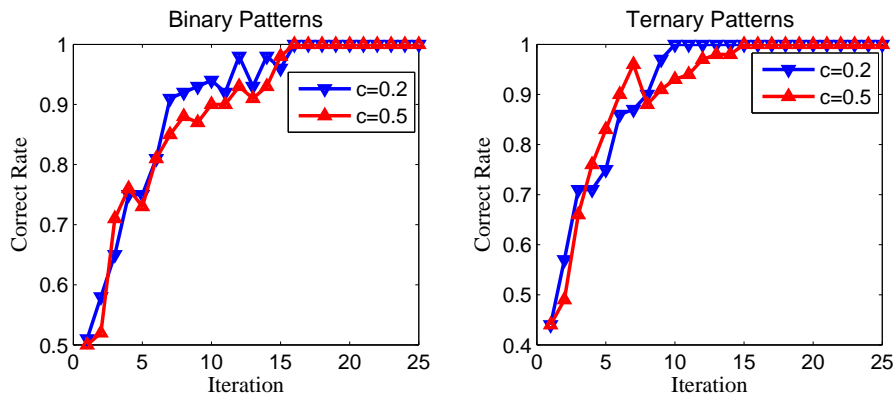 Binary Patterns
1
0.9
0.8
0.7
0.6
0.5
Correct Rate
0 5 10 15 20 25
Iteration
c=0.2
c=0.5
Ternary Patterns
1
0.9
0.8
0.7
0.6
0.5
0.4
Correct Rate
0 5 10 15 20 25
Iteration
c=0.2
c=0.5